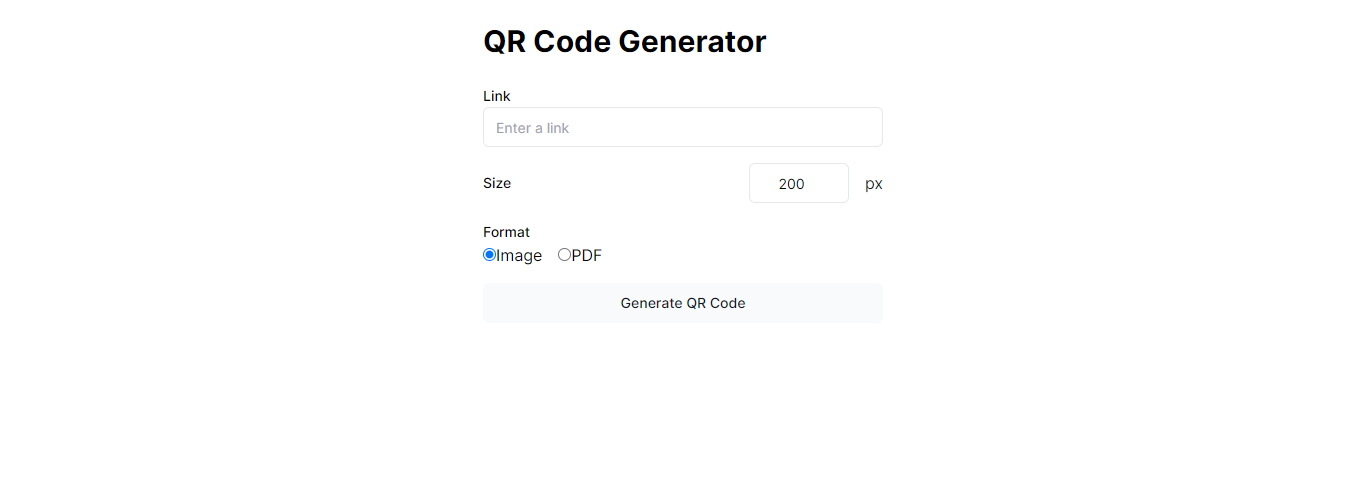 QR Code Generator
Link
Enter a link
Size 200 px
Format
Image PDF
Generate QR Code